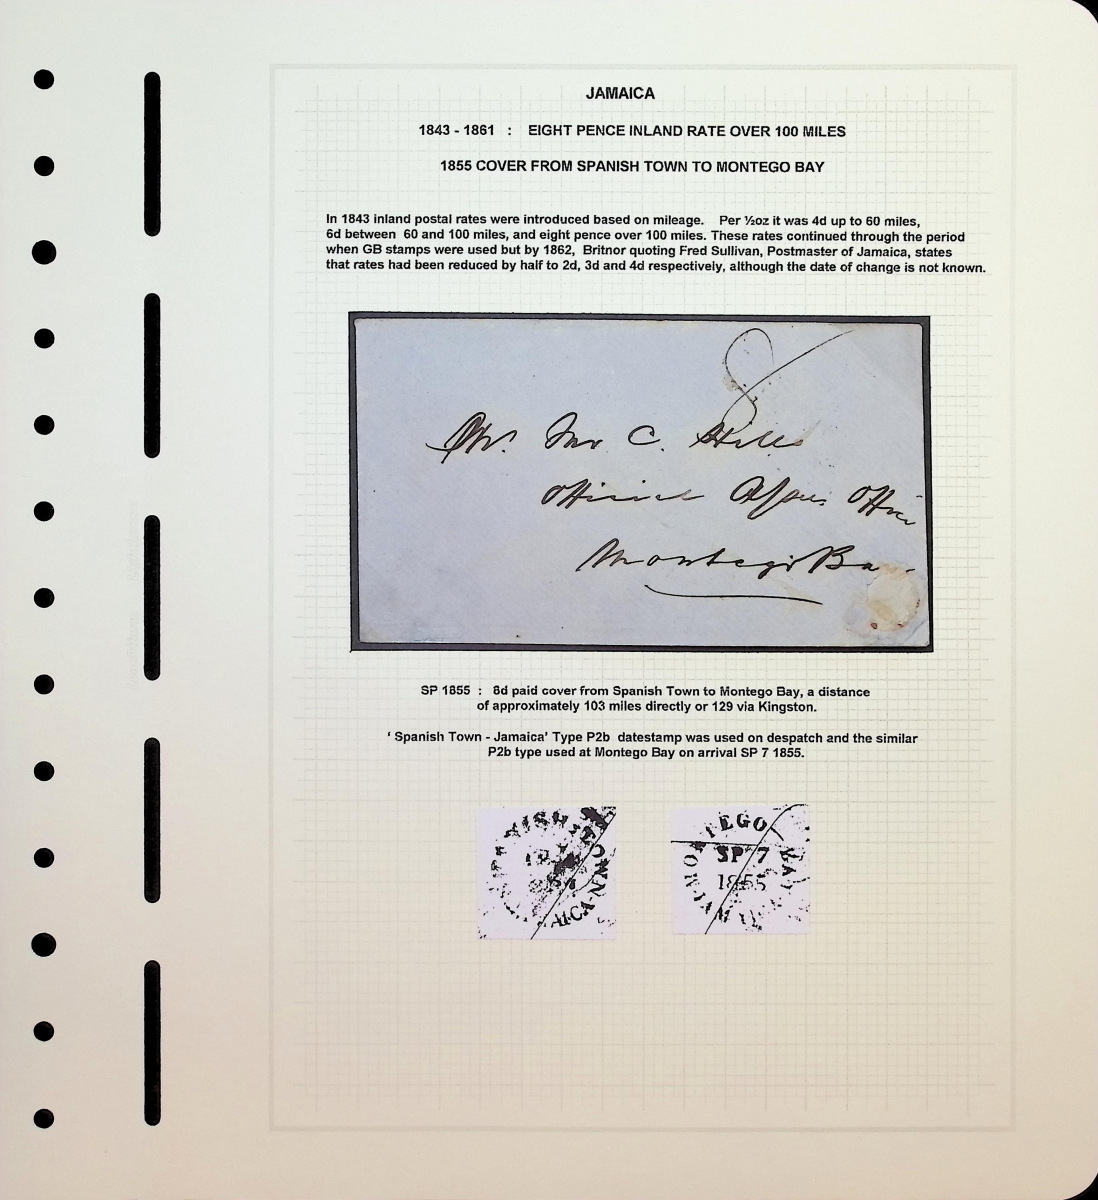 JAMAICA
1843 - 1861 : EIGHT PENCE INLAND RATE OVER 100 MILES
1855 COVER FROM SPANISH TOWN TO MONTEGO BAY
In 1843 inland postal rates were introduced based on mileage. Per ½oz it was 4d up to 60 miles,
6d between 60 and 100 miles, and eight pence over 100 miles. These rates continued through the period
when GB stamps were used but by 1862, Britnor quoting Fred Sullivan, Postmaster of Jamaica, states
that rates had been reduced by half to 2d, 3d and 4d respectively, although the date of change is not known.
8
C.
Official
Montego Ba
SP 1855 : 8d paid cover from Spanish Town to Montego Bay, a distance
of approximately 103 miles directly or 129 via Kingston.
' Spanish Town - Jamaica' Type P2b datestamp was used on despatch and the similar
P2b type used at Montego Bay on arrival SP 7 1855.
MONTEGO BAY
SP 7
1855